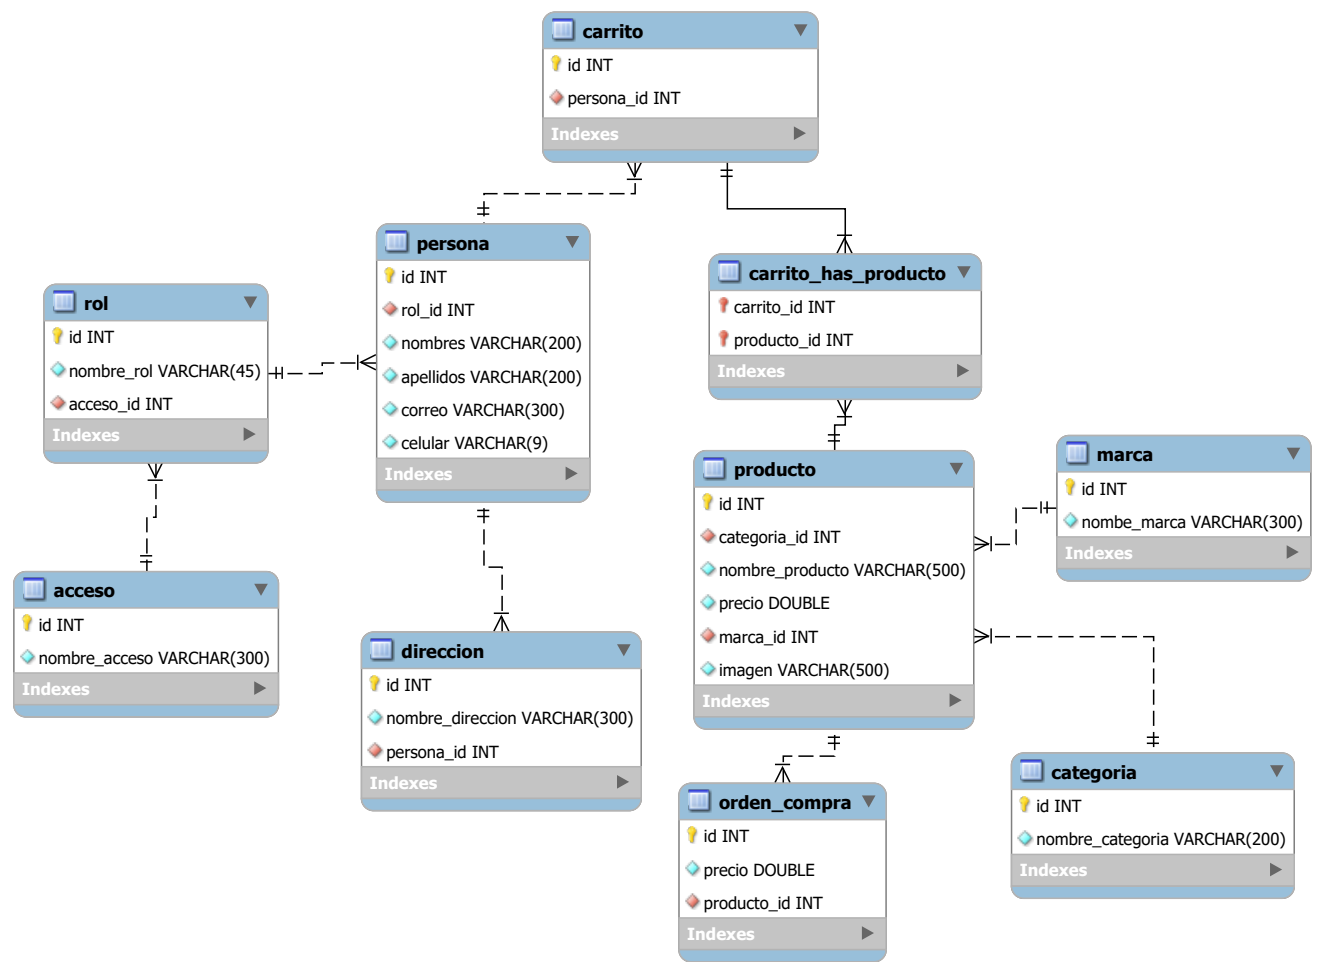 carrito
id INT
persona_id INT
Indexes
persona
id INT
rol_id INT
nombres VARCHAR(200)
apellidos VARCHAR(200)
correo VARCHAR(300)
celular VARCHAR(9)
Indexes
carrito_has_producto
carrito_id INT
producto_id INT
Indexes
rol
id INT
nombre_rol VARCHAR(45)
acceso_id INT
Indexes
producto
id INT
categoria_id INT
nombre_producto VARCHAR(500)
precio DOUBLE
marca_id INT
imagen VARCHAR(500)
Indexes
marca
id INT
nombe_marca VARCHAR(300)
Indexes
acceso
id INT
nombre_acceso VARCHAR(300)
Indexes
direccion
id INT
nombre_direccion VARCHAR(300)
persona_id INT
Indexes
categoria
id INT
nombre_categoria VARCHAR(200)
Indexes
orden_compra
id INT
precio DOUBLE
producto_id INT
Indexes